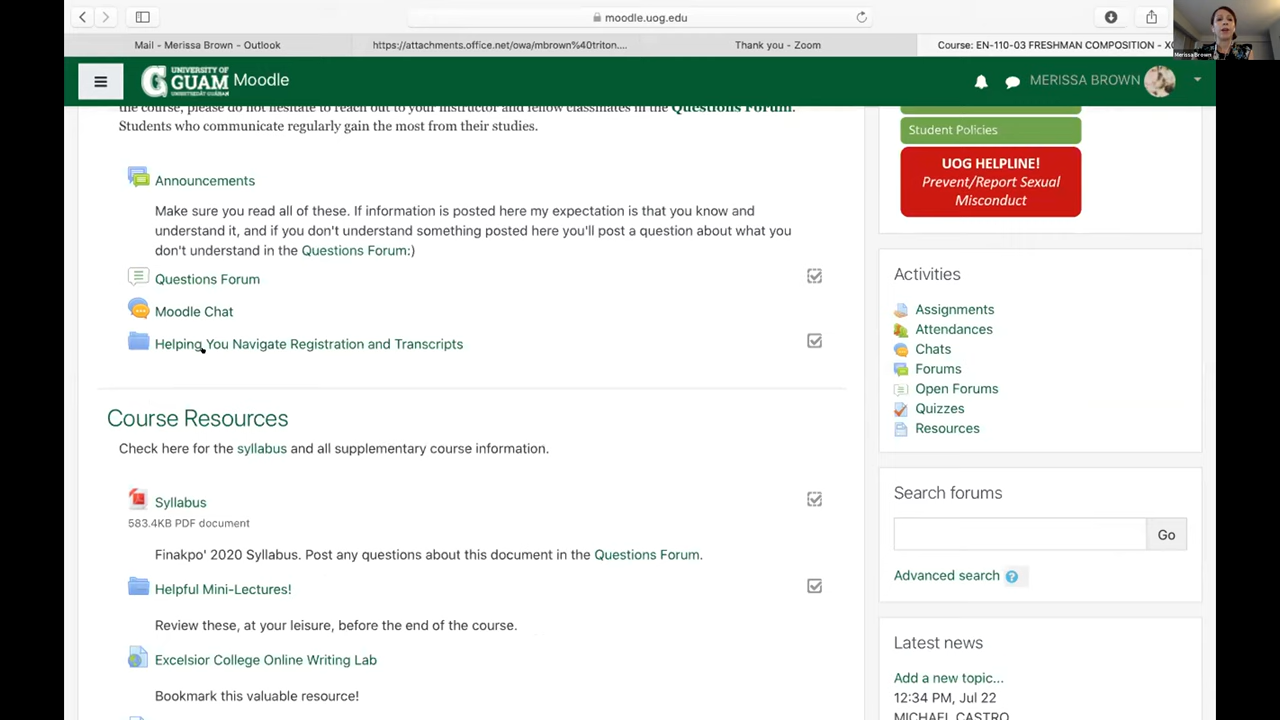 moodle.uog.edu
Mail - Merissa Brown - Outlook
https://attachments.office.net/owa/mbrown%40triton....
Thank you - Zoom
Course: EN-110-03 FRESHMAN COMPOSITION -
Merissa Brown
UNIVERSITY OF
GUAM
UNIBETSEDÅT GUÅHAN
Moodle
MERISSA BROWN
the course, please do not hesitate to reach out to your instructor and fellow classmates in the Questions Forum.
Students who communicate regularly gain the most from their studies.
Announcements
Make sure you read all of these. If information is posted here my expectation is that you know and
understand it, and if you don't understand something posted here you'll post a question about what you
don't understand in the Questions Forum:)
Questions Forum
Moodle Chat
Helping You Navigate Registration and Transcripts
Course Resources
Check here for the syllabus and all supplementary course information.
Syllabus
583.4KB PDF document
Finakpo' 2020 Syllabus. Post any questions about this document in the Questions Forum.
Helpful Mini-Lectures!
Review these, at your leisure, before the end of the course.
Excelsior College Online Writing Lab
Bookmark this valuable resource!
Student Policies
UOG HELPLINE!
Prevent/Report Sexual
Misconduct
Activities
Assignments
Attendances
Chats
Forums
Open Forums
Quizzes
Resources
Search forums
Go
Advanced search ?
Latest news
Add a new topic...
12:34 PM, Jul 22
MICHAEL CASTRO